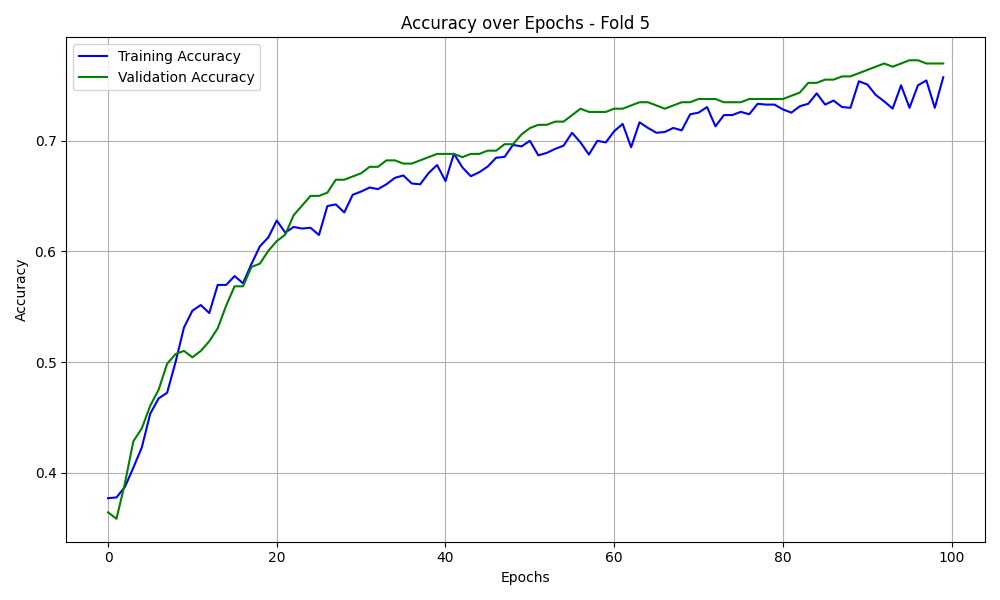 Accuracy over Epochs - Fold 5
Training Accuracy
Validation Accuracy
Accuracy
0.7
0.6
0.5
0.4
0 20 40 60 80 100
Epochs